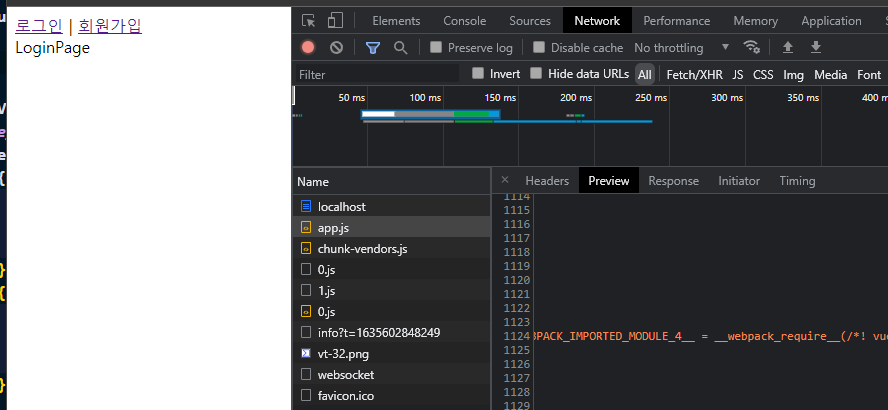 로그인 | 회원가입
LoginPage
Elements Console Sources Network Performance Memory Application
Preserve log Disable cache No throttling
Filter Invert Hide data URLs All Fetch/XHR JS CSS Img Media Font
50 ms 100 ms 150 ms 200 ms 250 ms 300 ms 350 ms 400 m
Name
× Headers Preview Response Initiator Timing
localhost
app.js
chunk-vendors.js
0.js
1.js
0.js
info?t=1635602848249
vt-32.png
websocket
favicon.ico
1114
1115
1116
1117
1118
1119
1120
1121
1122
1123
1124 BPACK_IMPORTED_MODULE_4__ = __webpack_require__(/*! vue
1125
1126
1127
1128
1129